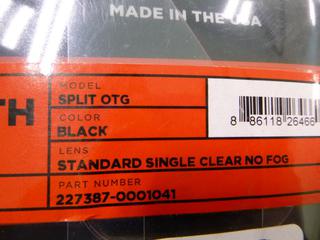 MADE IN THE USA
TH
MODEL
SPLIT OTG
COLOR
BLACK
8 86118 26466
LENS
STANDARD SINGLE CLEAR NO FOG
PART NUMBER
227387-0001041